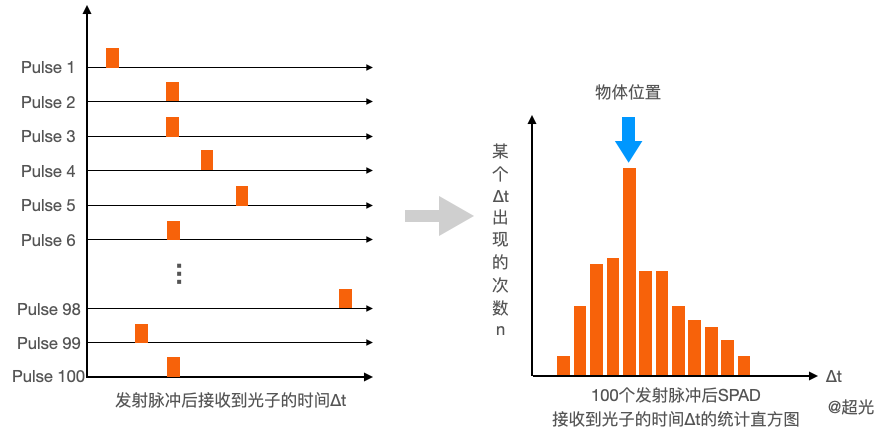 Pulse 1
Pulse 2
Pulse 3
Pulse 4
Pulse 5
Pulse 6
Pulse 98
Pulse 99
Pulse 100
发射脉冲后接收到光子的时间Δt
物体位置
某个Δt出现的次数n
Δt
100个发射脉冲后SPAD
接收到光子的时间Δt的统计直方图
@超光